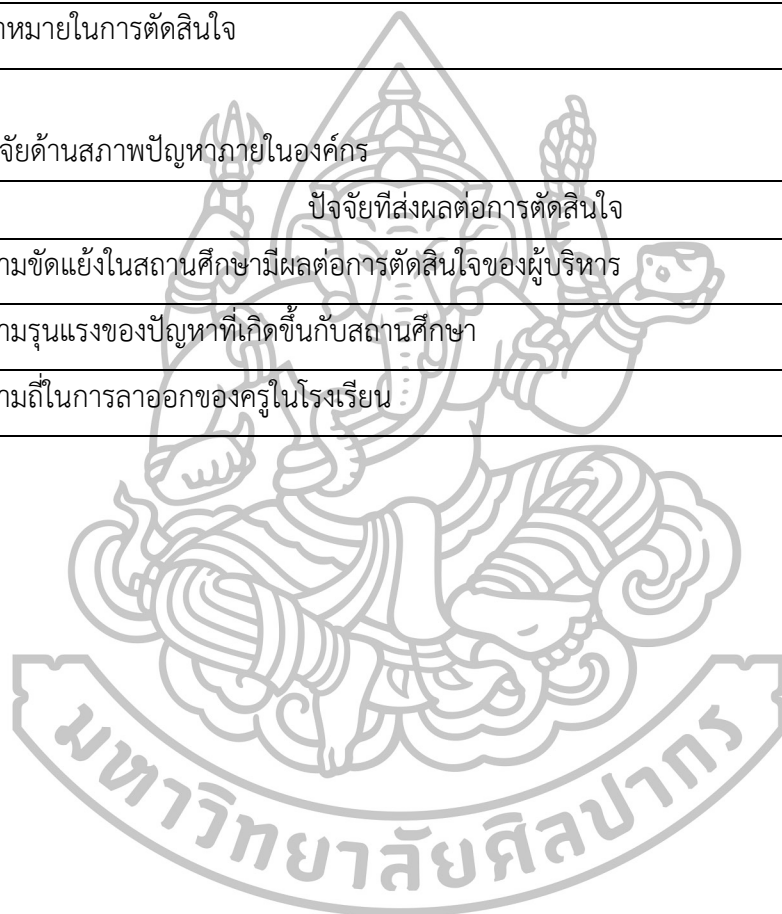 าหมายในการตัดสินใจ
จัยด้านสภาพปัญหาภายในองค์กร
ปัจจัยที่ส่งผลต่อการตัดสินใจ
ามขัดแย้งในสถานศึกษามีผลต่อการตัดสินใจของผู้บริหาร
ามรุนแรงของปัญหาที่เกิดขึ้นกับสถานศึกษา
ามถี่ในการลาออกของครูในโรงเรียน
มหาวิทยาลัยศิลปากร